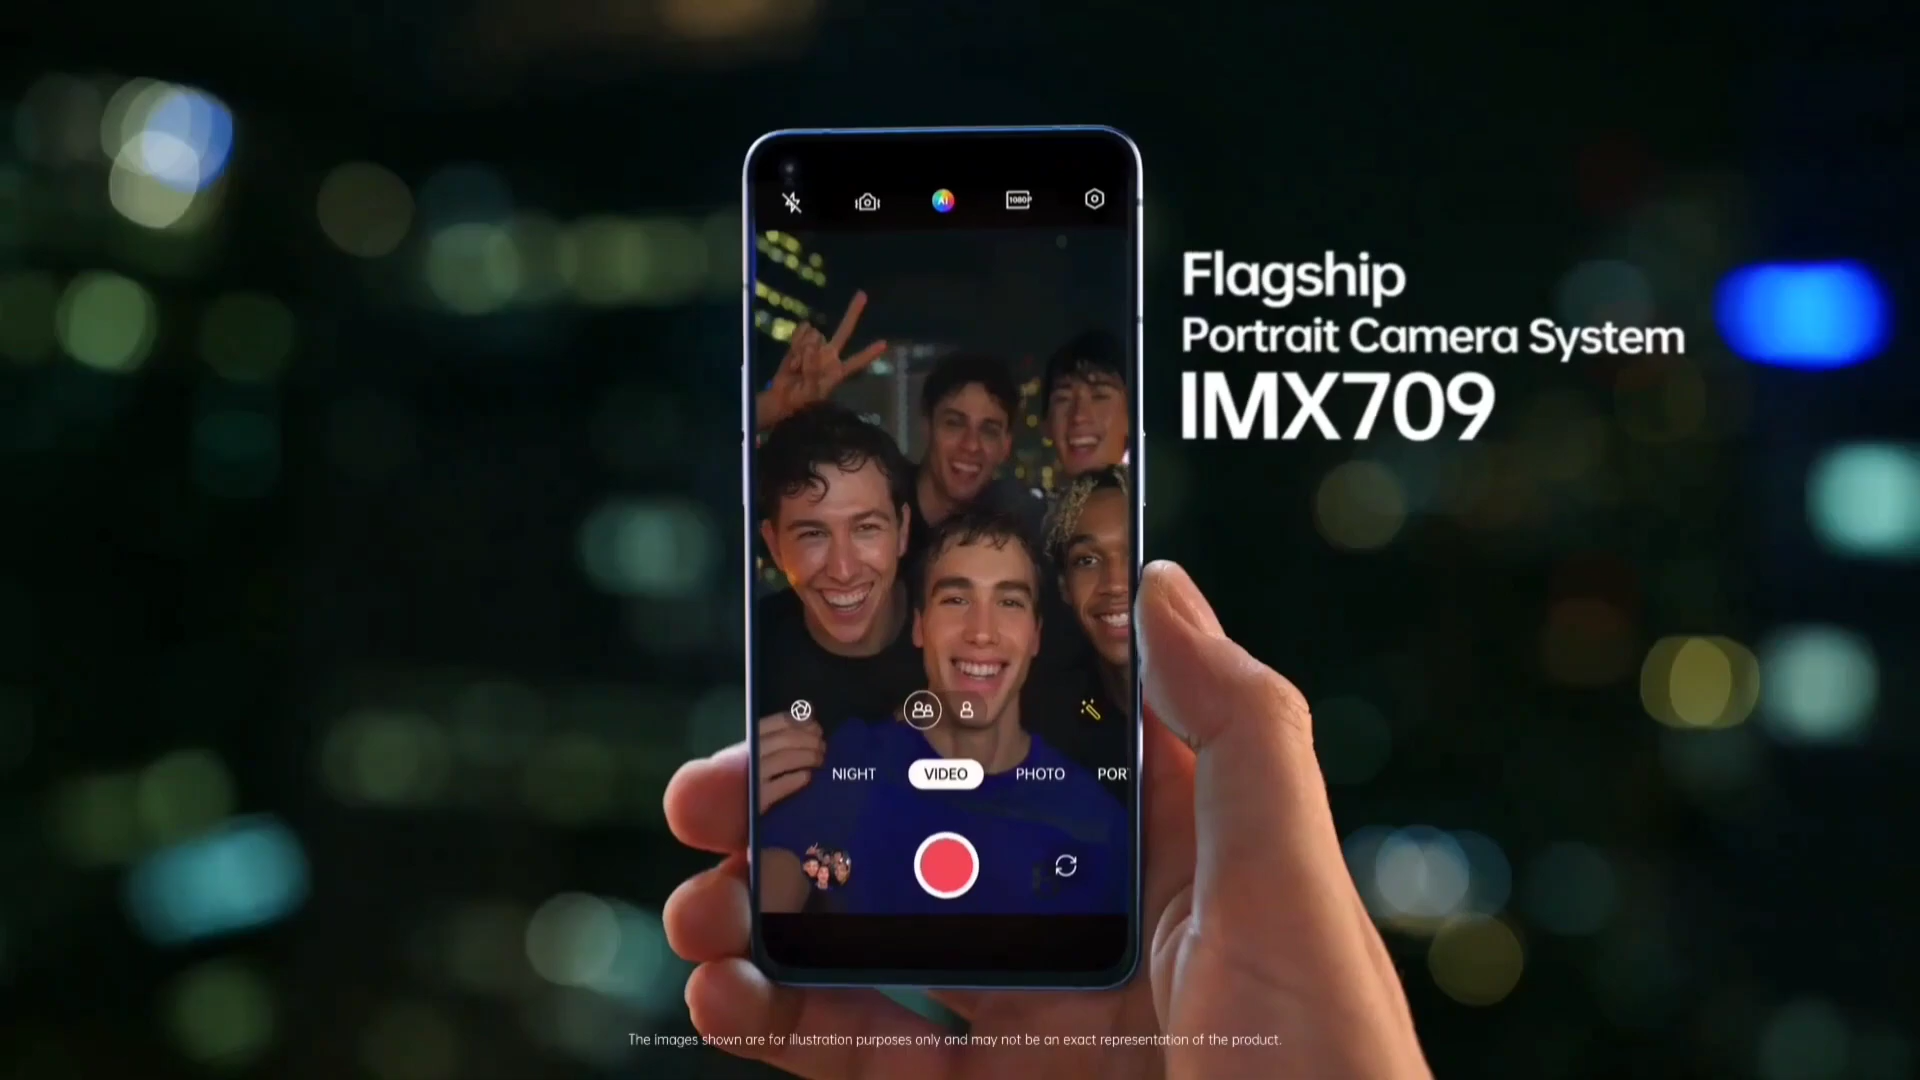 AI
1080P
Flagship
Portrait Camera System
IMX709
NIGHT VIDEO PHOTO POR
The images shown are for illustration purposes only and may not be an exact representation of the product.